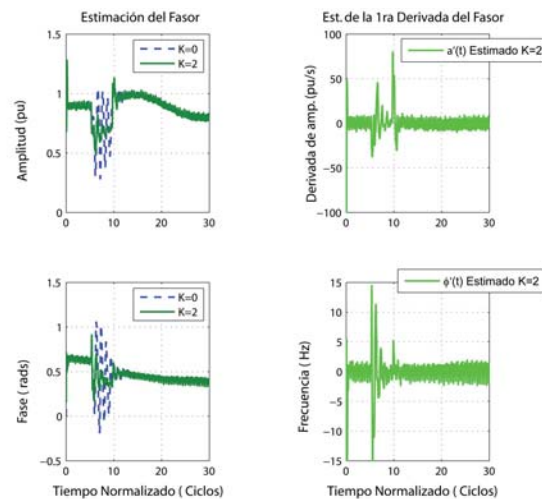 Estimación del Fasor
Est. de la 1ra Derivada del Fasor
1.5
1
0.5
0
0 10 20 30
Amplitud (pu)
K=0
K=2
100
50
0
−50
−100
0 10 20 30
Derivada de amp. (pu/s)
a'(t) Estimado K=2
1.5
1
0.5
0
−0.5
0 10 20 30
Fase ( rads)
K=0
K=2
Tiempo Normalizado ( Ciclos)
15
10
5
0
−5
−10
−15
0 10 20 30
Frecuencia ( Hz)
ϕ'(t) Estimado K=2
Tiempo Normalizado ( Ciclos)